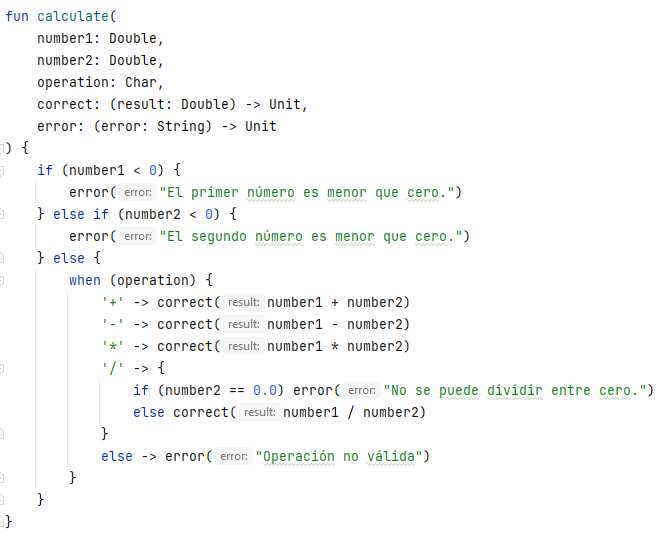 fun calculate(
    number1: Double,
    number2: Double,
    operation: Char,
    correct: (result: Double) -> Unit,
    error: (error: String) -> Unit
) {
    if (number1 < 0) {
        error( error: "El primer número es menor que cero.")
    } else if (number2 < 0) {
        error( error: "El segundo número es menor que cero.")
    } else {
        when (operation) {
            '+' -> correct( result: number1 + number2)
            '-' -> correct( result: number1 - number2)
            '*' -> correct( result: number1 * number2)
            '/' -> {
                if (number2 == 0.0) error( error: "No se puede dividir entre cero.")
                else correct( result: number1 / number2)
            }
            else -> error( error: "Operación no válida")
        }
    }
}